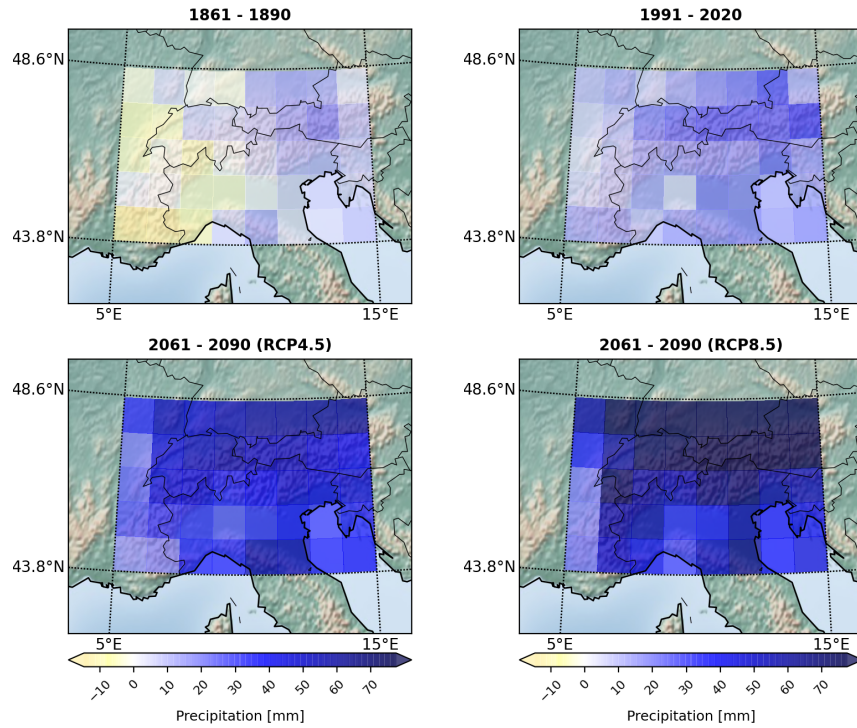 1861 - 1890
1991 - 2020
48.6°N
48.6°N
43.8°N
43.8°N
5°E
15°E
5°E
15°E
2061 - 2090 (RCP4.5)
2061 - 2090 (RCP8.5)
48.6°N
48.6°N
43.8°N
43.8°N
5°E
15°E
5°E
15°E
−10 0 10 20 30 40 50 60 70
−10 0 10 20 30 40 50 60 70
Precipitation [mm]
Precipitation [mm]